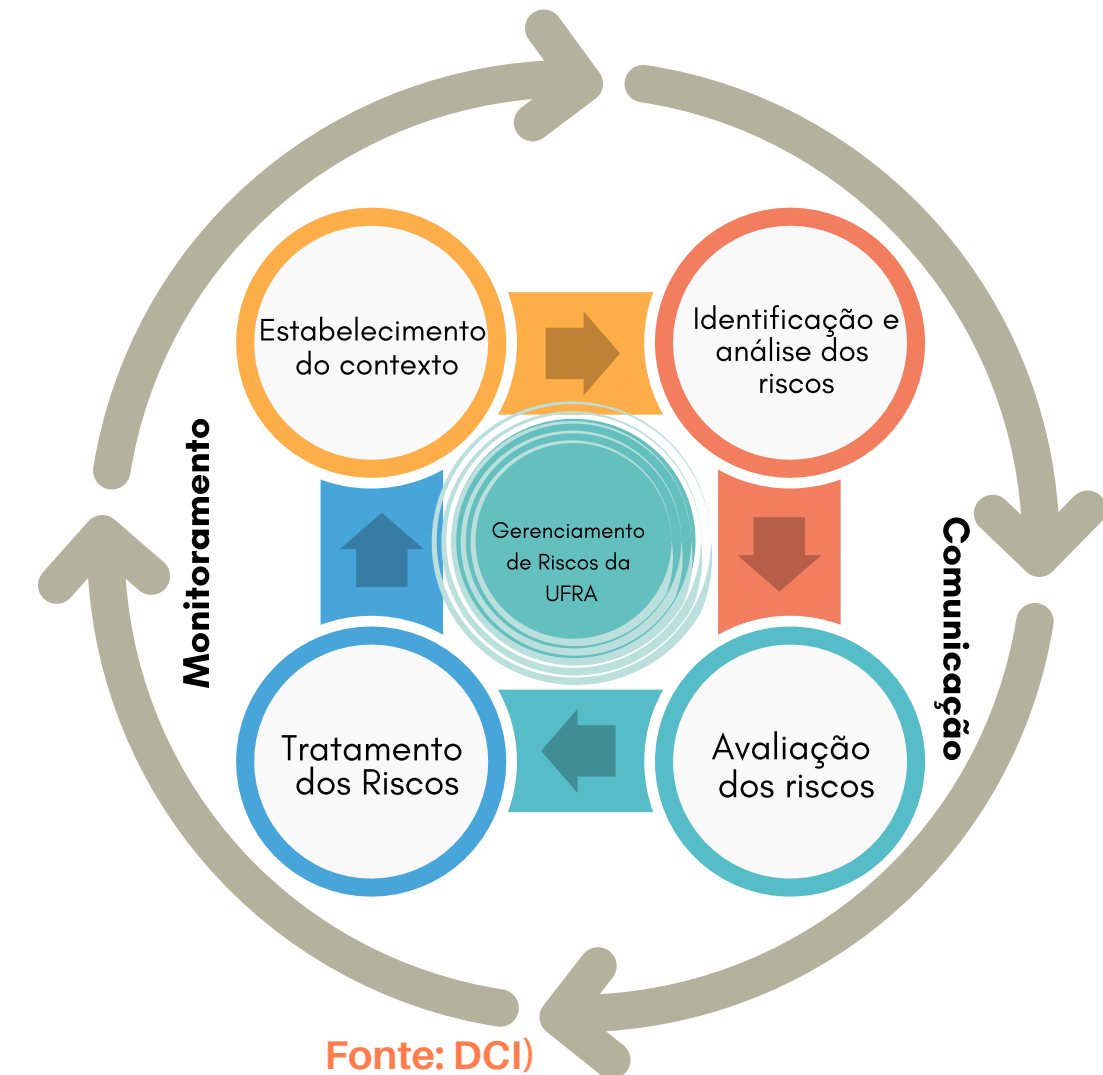 Estabelecimento
do contexto
Identificação e
análise dos
riscos
Monitoramento
Gerenciamento
de Riscos da
UFRA
Comunicação
Tratamento
dos Riscos
Avaliação
dos riscos
Fonte: DCI)